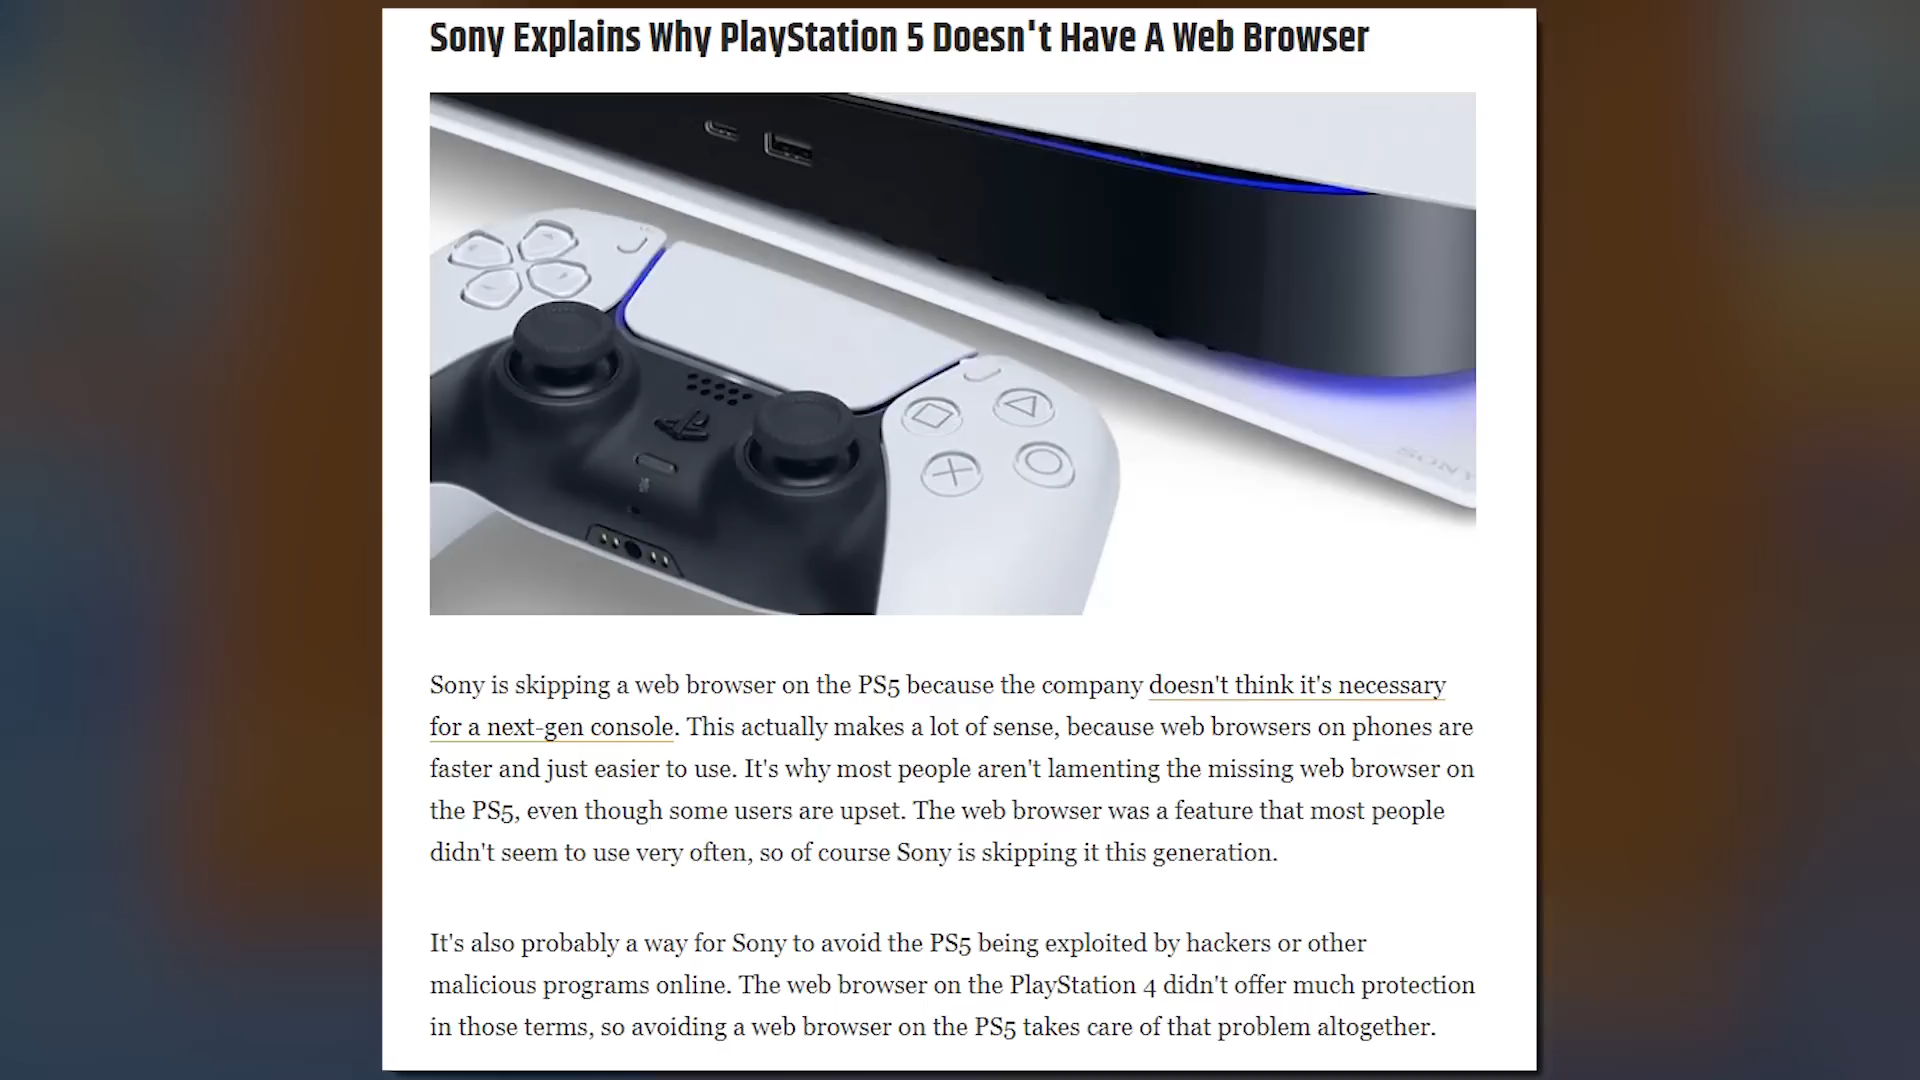 Sony Explains Why PlayStation 5 Doesn't Have A Web Browser
SONY
Sony is skipping a web browser on the PS5 because the company doesn't think it's necessary
for a next-gen console. This actually makes a lot of sense, because web browsers on phones are
faster and just easier to use. It's why most people aren't lamenting the missing web browser on
the PS5, even though some users are upset. The web browser was a feature that most people
didn't seem to use very often, so of course Sony is skipping it this generation.
It's also probably a way for Sony to avoid the PS5 being exploited by hackers or other
malicious programs online. The web browser on the PlayStation 4 didn't offer much protection
in those terms, so avoiding a web browser on the PS5 takes care of that problem altogether.